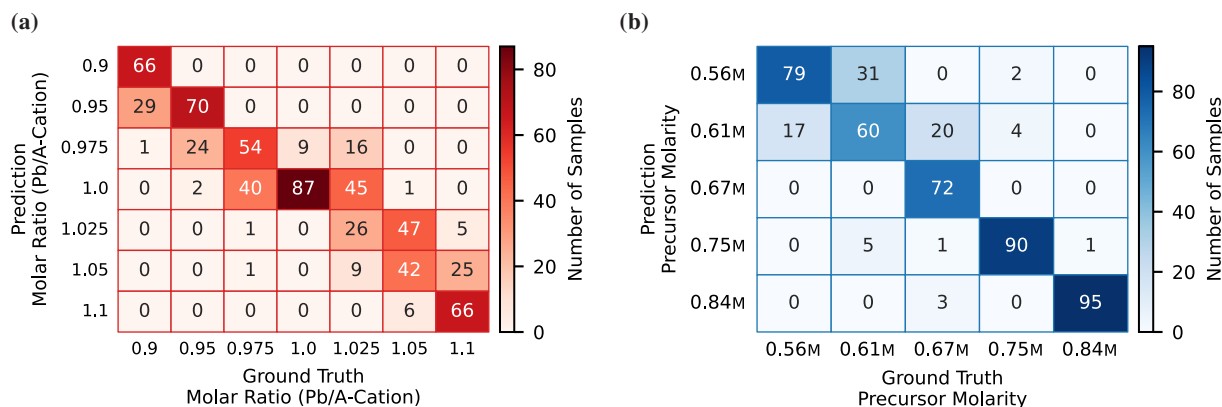 (a)
Prediction
Molar Ratio (Pb/A-Cation)
0.9 66 0 0 0 0 0 0
0.95 29 70 0 0 0 0 0
0.975 1 24 54 9 16 0 0
1.0 0 2 40 87 45 1 0
1.025 0 0 1 0 26 47 5
1.05 0 0 1 0 9 42 25
1.1 0 0 0 0 0 6 66
0.9 0.95 0.975 1.0 1.025 1.05 1.1
Ground Truth
Molar Ratio (Pb/A-Cation)
80
60
40
20
0
Number of Samples
(b)
Prediction
Precursor Molarity
0.56M 79 31 0 2 0
0.61M 17 60 20 4 0
0.67M 0 0 72 0 0
0.75M 0 5 1 90 1
0.84M 0 0 3 0 95
0.56M 0.61M 0.67M 0.75M 0.84M
Ground Truth
Precursor Molarity
80
60
40
20
0
Number of Samples